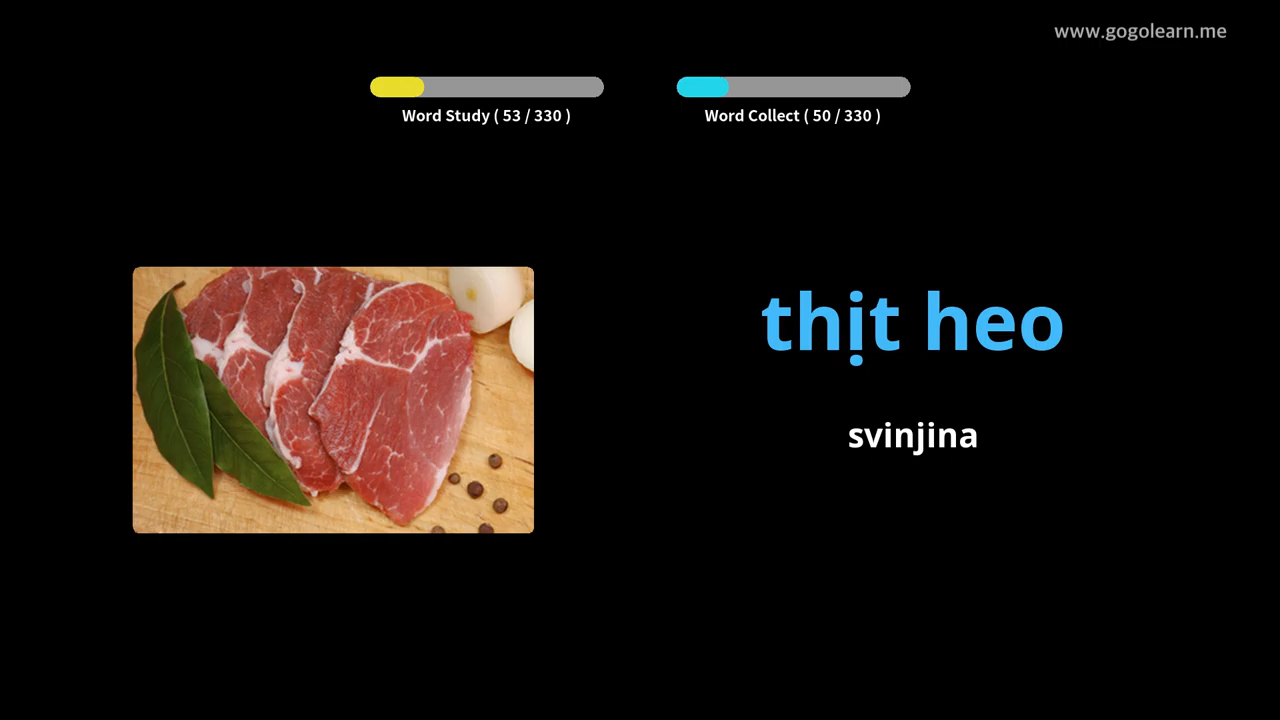 www.gogolearn.me
Word Study ( 53 / 330 )
Word Collect ( 50 / 330 )
thịt heo
svinjina